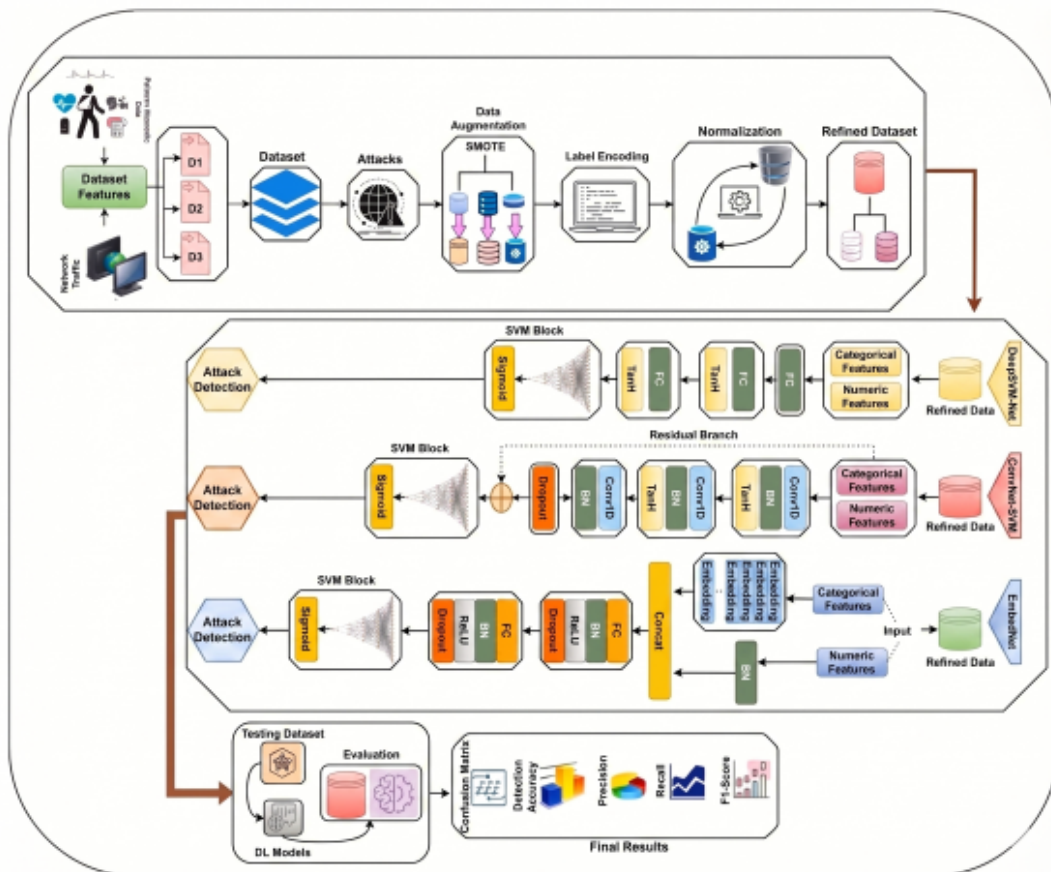 Patients Biomedic
Data
Dataset
Features
Network
Traffic
D1
D2
D3
Dataset
Attacks
Data
Augmentation
SMOTE
Label Encoding
Normalization
Refined Dataset
SVM Block
Attack
Detection
Sigmoid
TanH
FC
TanH
FC
FC
Categorical
Features
Numeric
Features
Refined Data
DeepSVM-Net
Residual Branch
SVM Block
Attack
Detection
Sigmoid
Dropout
BN
Conv1D
TanH
BN
Conv1D
TanH
BN
Conv1D
Categorical
Features
Numeric
Features
Refined Data
ConvNet-SVM
SVM Block
Attack
Detection
Sigmoid
Dropout
ReLU
BN
FC
Dropout
ReLU
BN
FC
Concat
Embedding
Embedding
Embedding
Embedding
Embedding
BN
Categorical
Features
Numeric
Features
Input
Refined Data
EmbedNet
Testing Dataset
Evaluation
DL Models
Confusion Matrix
Detection
Accuracy
Precision
Recall
F1-Score
Final Results